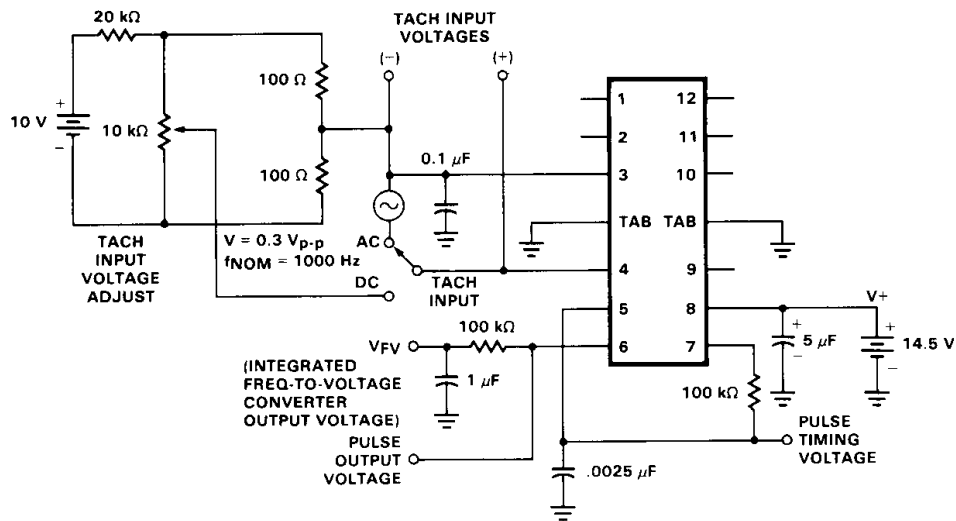 20 kΩ
TACH INPUT
VOLTAGES
(−)
(+)
100 Ω
1
12
+
10 V
−
10 kΩ
2
11
0.1 μF
100 Ω
3
10
TAB
TAB
TACH
INPUT
VOLTAGE
ADJUST
V = 0.3 Vp-p
fNOM = 1000 Hz
AC
DC
TACH
INPUT
4
9
5
8
V+
+
5 μF
−
+
14.5 V
−
VFV
100 kΩ
6
7
(INTEGRATED
FREQ-TO-VOLTAGE
CONVERTER
OUTPUT VOLTAGE)
1 μF
100 kΩ
PULSE
OUTPUT
VOLTAGE
.0025 μF
PULSE
TIMING
VOLTAGE